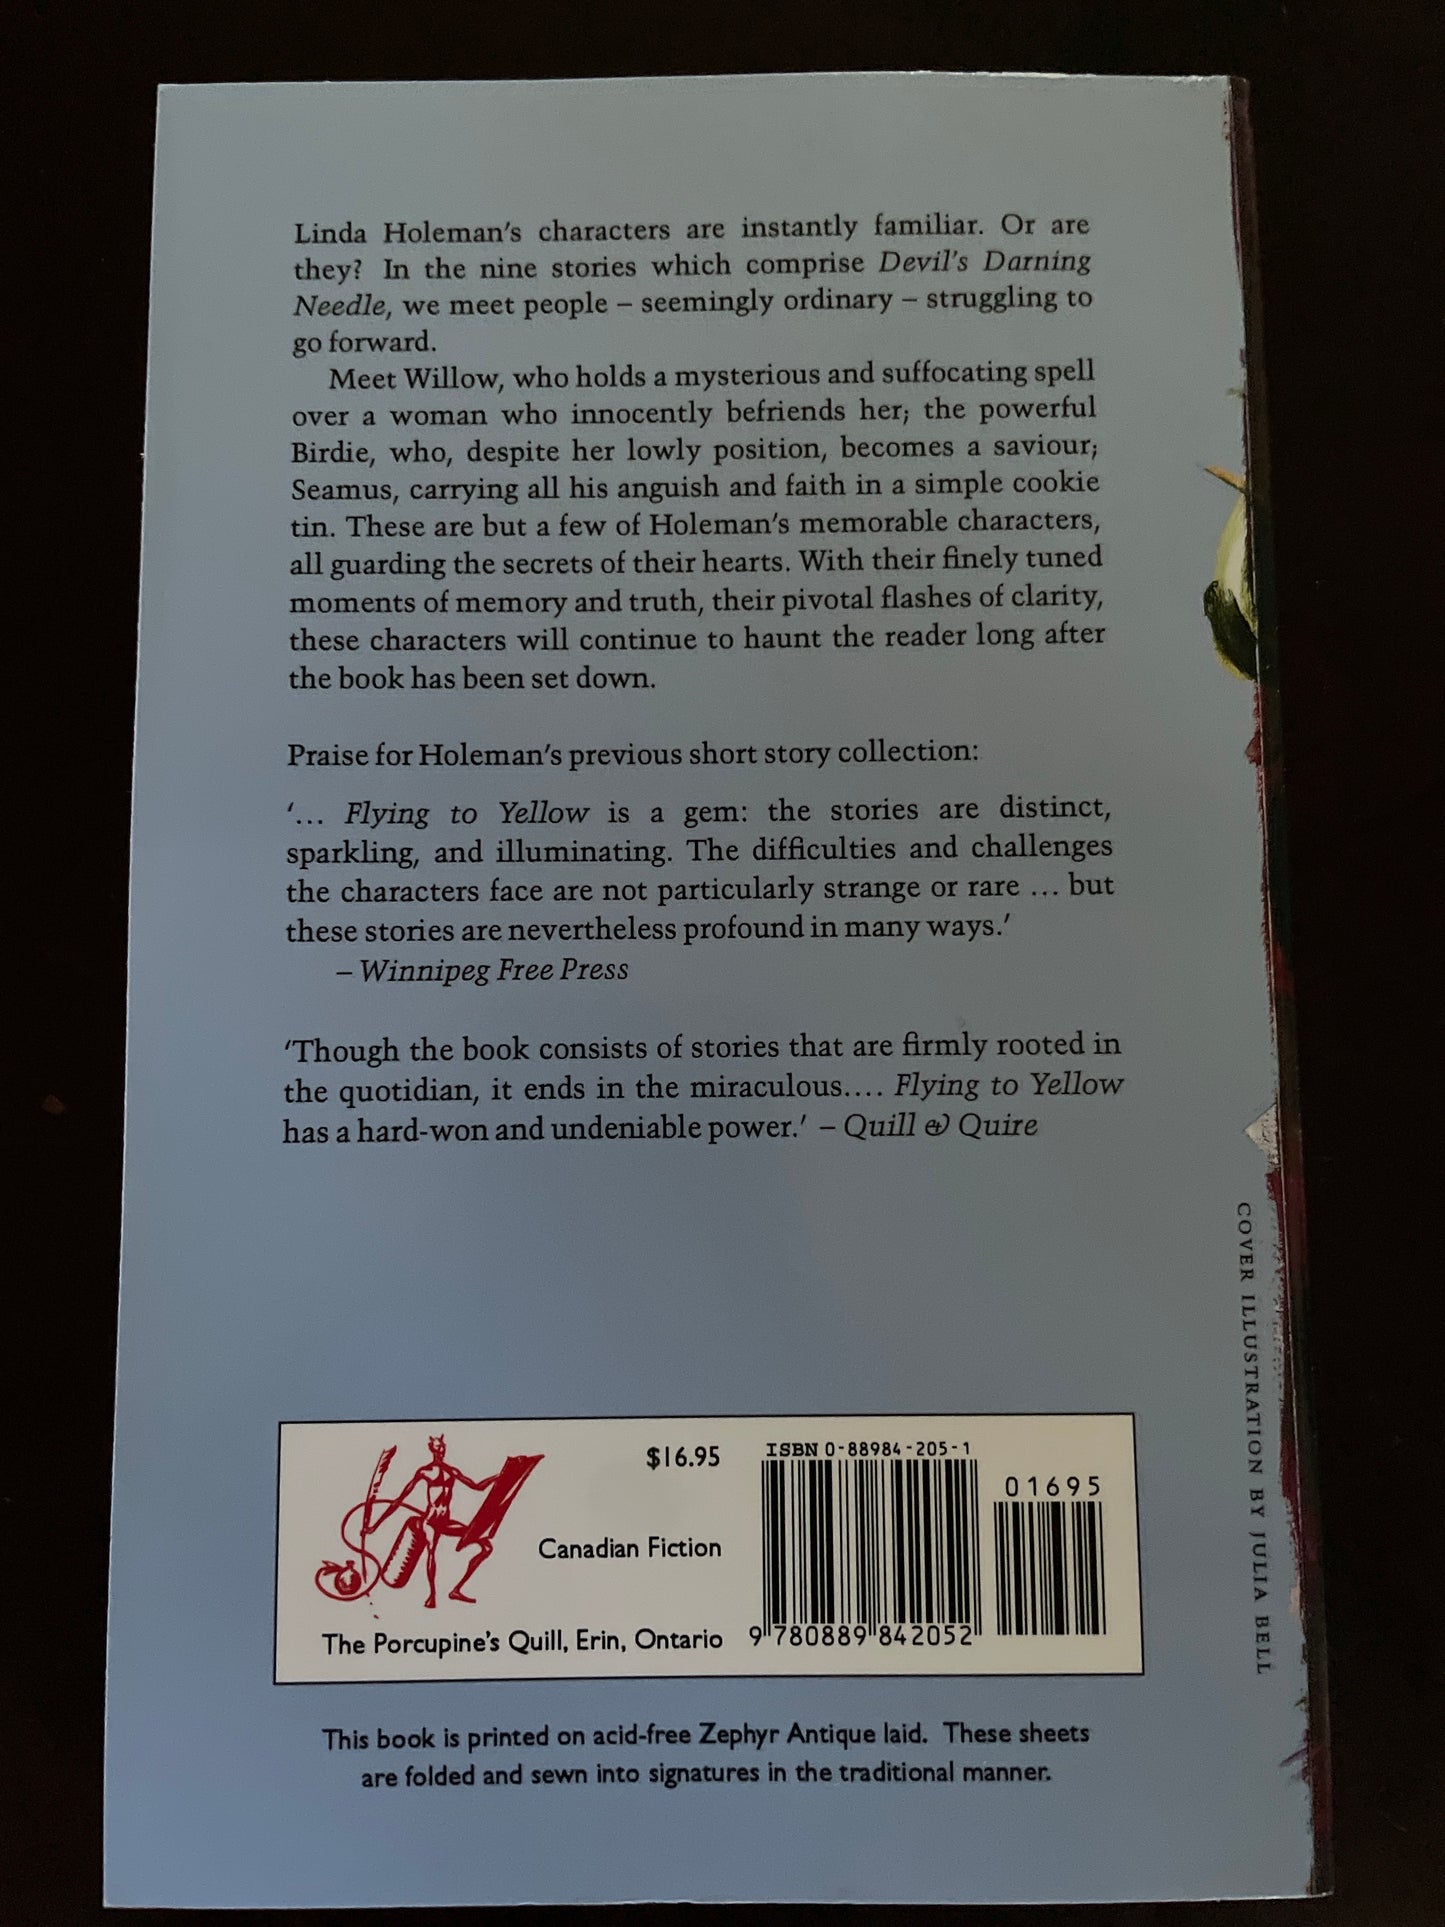 Linda Holeman's characters are instantly familiar. Or are
they? In the nine stories which comprise Devil's Darning
Needle, we meet people – seemingly ordinary – struggling to
go forward.
Meet Willow, who holds a mysterious and suffocating spell
over a woman who innocently befriends her; the powerful
Birdie, who, despite her lowly position, becomes a saviour;
Seamus, carrying all his anguish and faith in a simple cookie
tin. These are but a few of Holeman's memorable characters,
all guarding the secrets of their hearts. With their finely tuned
moments of memory and truth, their pivotal flashes of clarity,
these characters will continue to haunt the reader long after
the book has been set down.
Praise for Holeman's previous short story collection:
'... Flying to Yellow is a gem: the stories are distinct,
sparkling, and illuminating. The difficulties and challenges
the characters face are not particularly strange or rare ... but
these stories are nevertheless profound in many ways.'
– Winnipeg Free Press
'Though the book consists of stories that are firmly rooted in
the quotidian, it ends in the miraculous.... Flying to Yellow
has a hard-won and undeniable power.' – Quill & Quire
COVER ILLUSTRATION BY JULIA BELL
$16.95
Canadian Fiction
The Porcupine's Quill, Erin, Ontario
ISBN 0-88984-205-1
01695
9 780889 842052
This book is printed on acid-free Zephyr Antique laid. These sheets
are folded and sewn into signatures in the traditional manner.